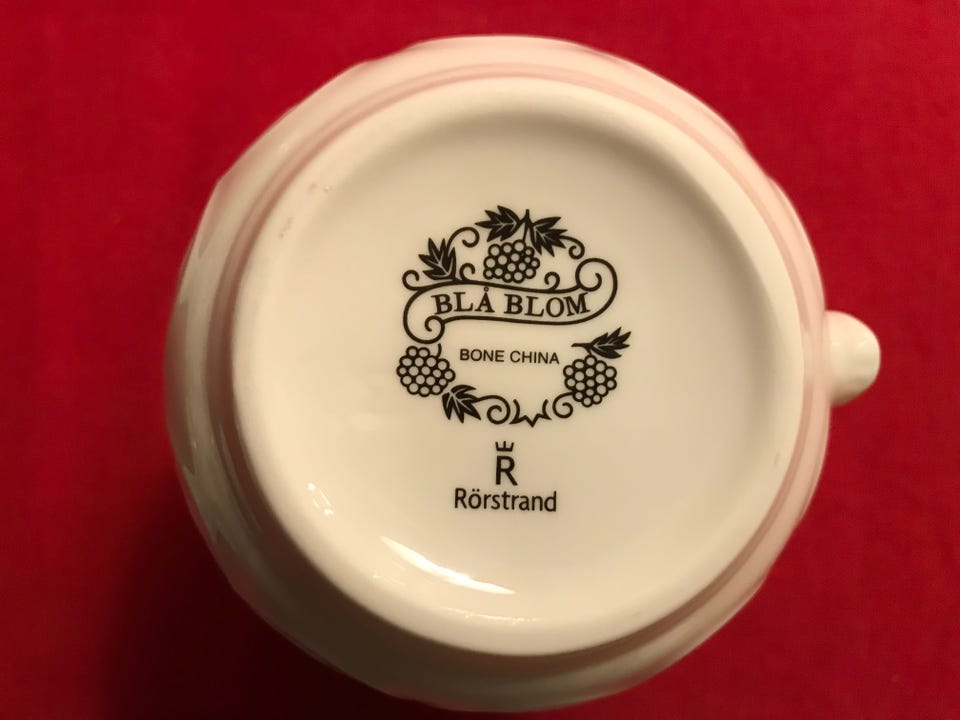 BLÅ BLOM
BONE CHINA
R
Rörstrand